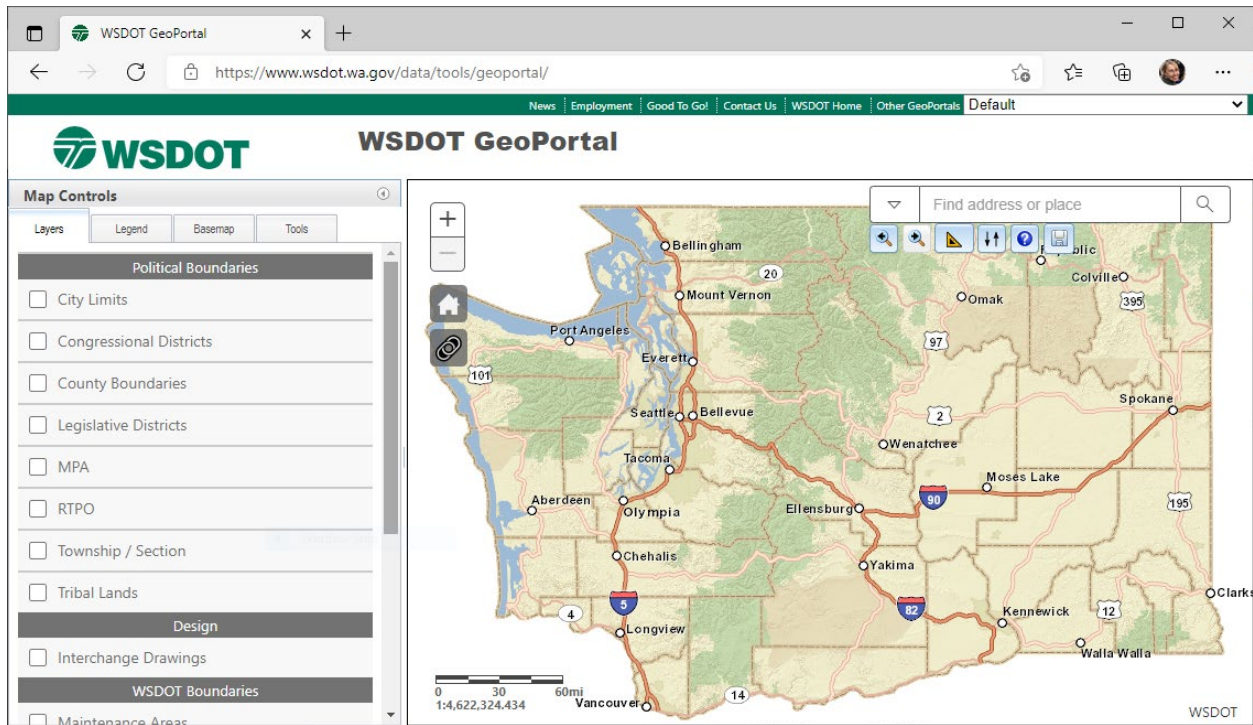 WSDOT GeoPortal
https://www.wsdot.wa.gov/data/tools/geoportal/
News Employment Good To Go! Contact Us WSDOT Home Other GeoPortals Default
WSDOT
WSDOT GeoPortal
Map Controls
Layers Legend Basemap Tools
Political Boundaries
City Limits
Congressional Districts
County Boundaries
Legislative Districts
MPA
RTPO
Township / Section
Tribal Lands
Design
Interchange Drawings
WSDOT Boundaries
Maintenance Areas
Find address or place
Bellingham
20
Colville
395
Mount Vernon
Omak
Port Angeles
97
Everett
101
Spokane
Seattle
Bellevue
2
Wenatchee
Tacoma
Moses Lake
90
195
Aberdeen
Olympia
Ellensburg
Chehalis
Yakima
Clarks
5
4
82
Kennewick
12
Longview
Walla Walla
0 30 60mi
1:4,622,324.434
Vancouver
14
WSDOT